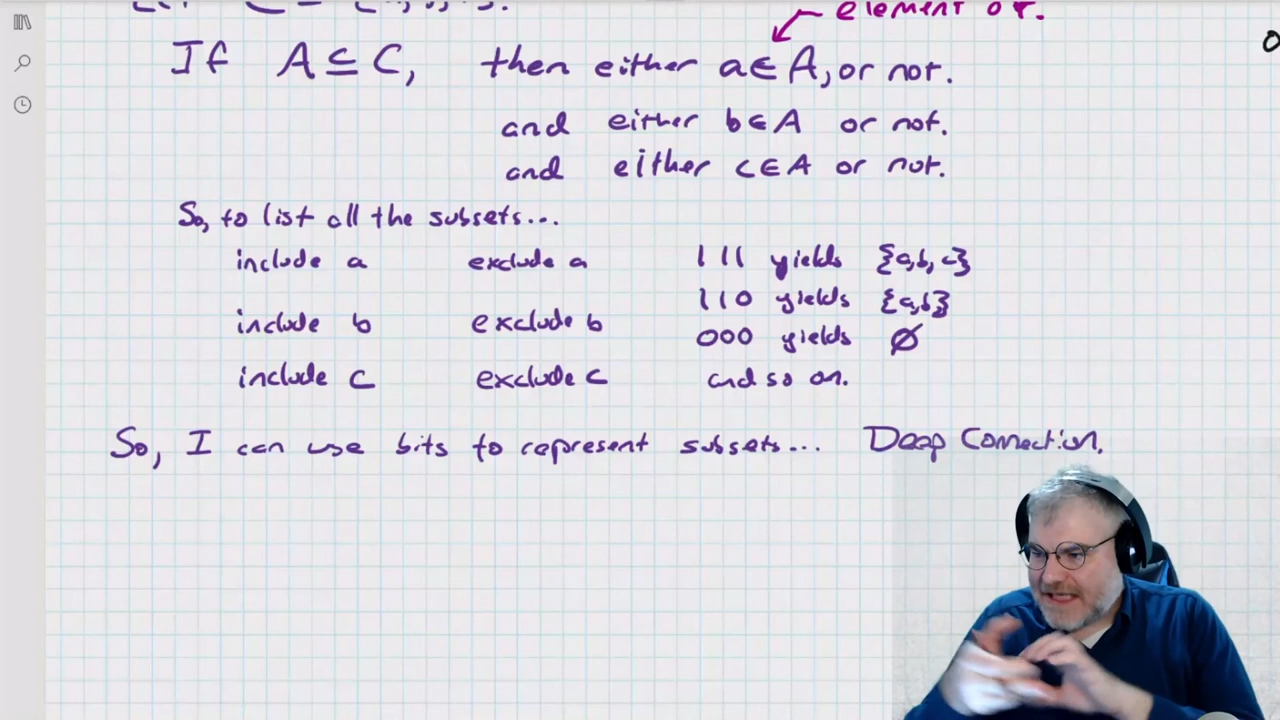 element of.
If A ⊆ C, then either a ∈ A, or not.
and either b ∈ A or not.
and either c ∈ A or not.
So, to list all the subsets...
include a exclude a 111 yields {a,b,c}
110 yields {a,b}
include b exclude b
000 yields ∅
include c exclude c and so on.
So, I can use bits to represent subsets... Deep Connection.